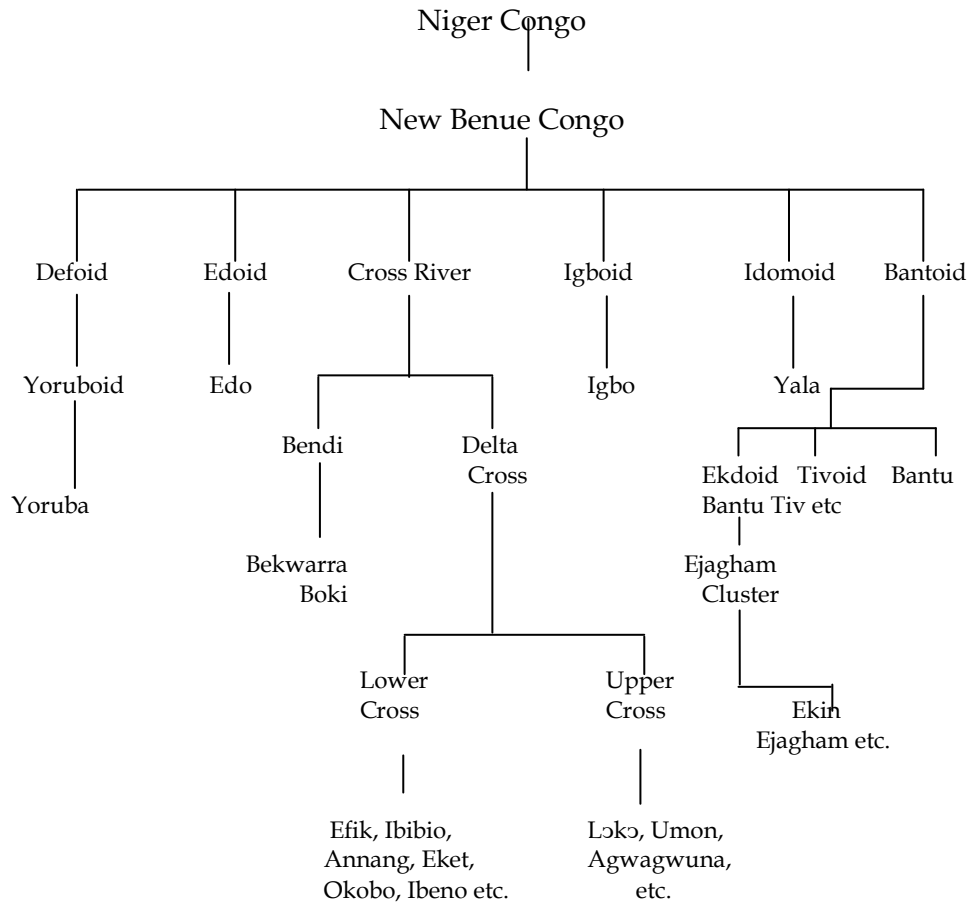 Niger Congo
New Benue Congo
Defoid Edoid Cross River Igboid Idomoid Bantoid
Yoruboid Edo Igbo Yala
Bendi Delta
Cross
Ekdoid Tivoid Bantu
Bantu Tiv etc
Yoruba
Bekwarra
Boki
Ejagham
Cluster
Lower
Cross
Upper
Cross
Ekin
Ejagham etc.
Efik, Ibibio,
Annang, Eket,
Okobo, Ibeno etc.
Lɔkɔ, Umon,
Agwagwuna,
etc.